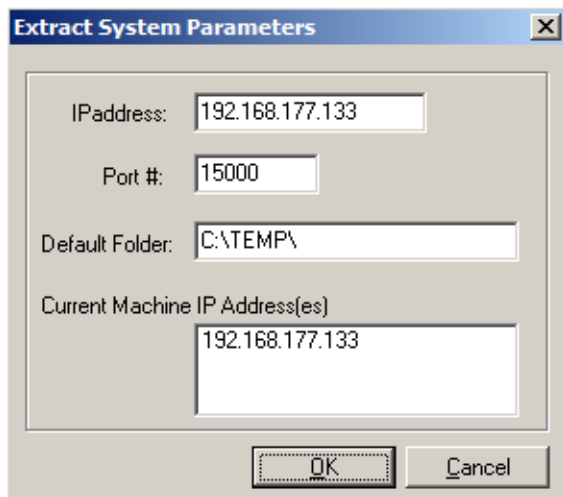 Extract System Parameters
IPaddress: 192.168.177.133
Port #: 15000
Default Folder: C:\TEMP\
Current Machine IP Address(es)
192.168.177.133
OK Cancel